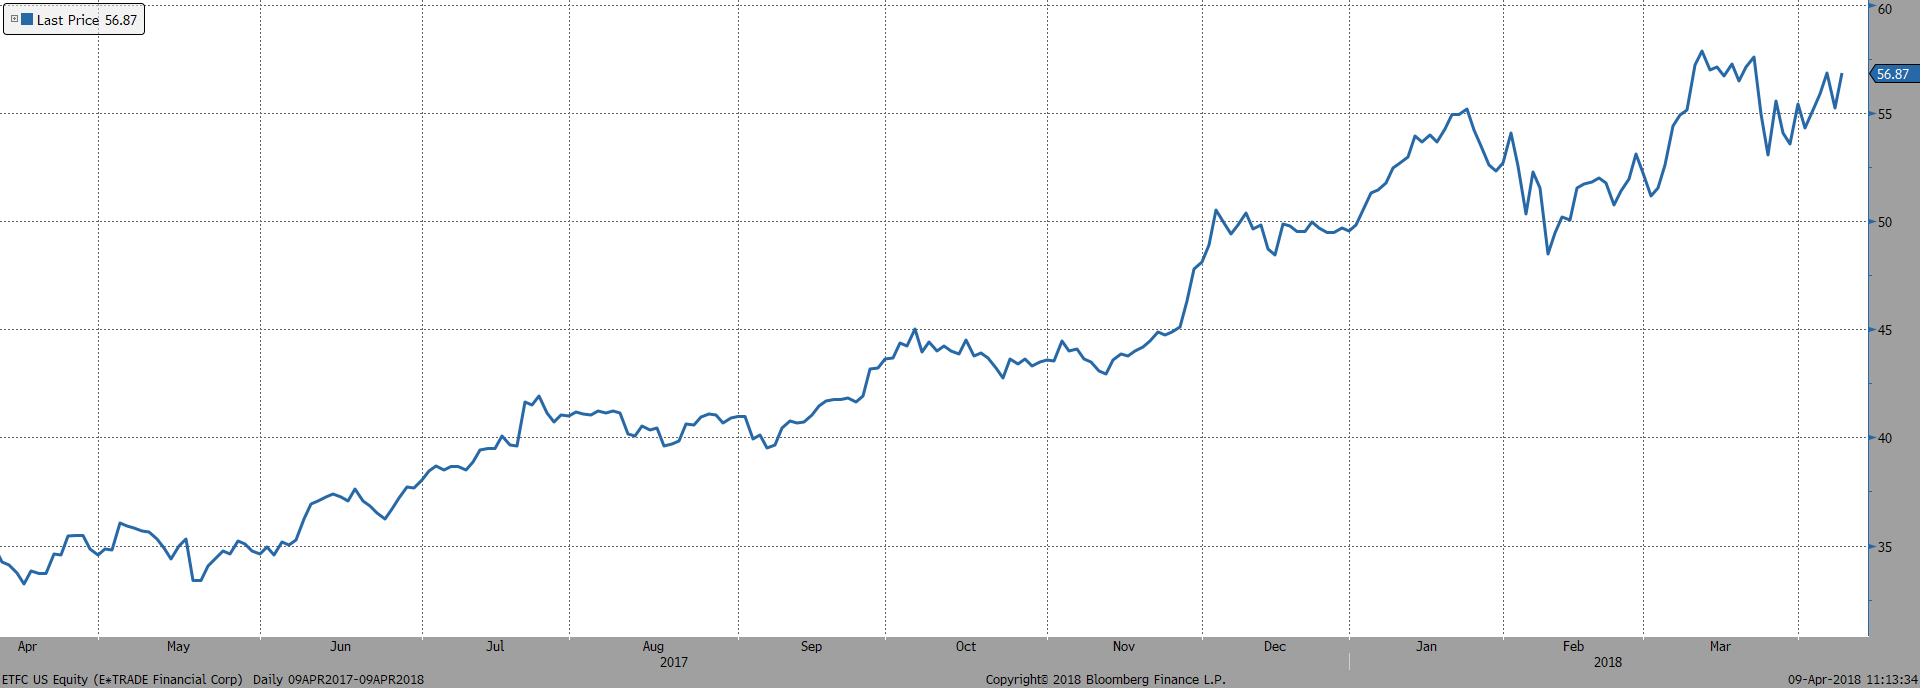 Last Price 56.87
60
56.87
55
50
45
40
35
Apr May Jun Jul Aug Sep Oct Nov Dec Jan Feb Mar
2017 2018
ETFC US Equity (E*TRADE Financial Corp) Daily 09APR2017-09APR2018 Copyright© 2018 Bloomberg Finance L.P. 09-Apr-2018 11:13:34